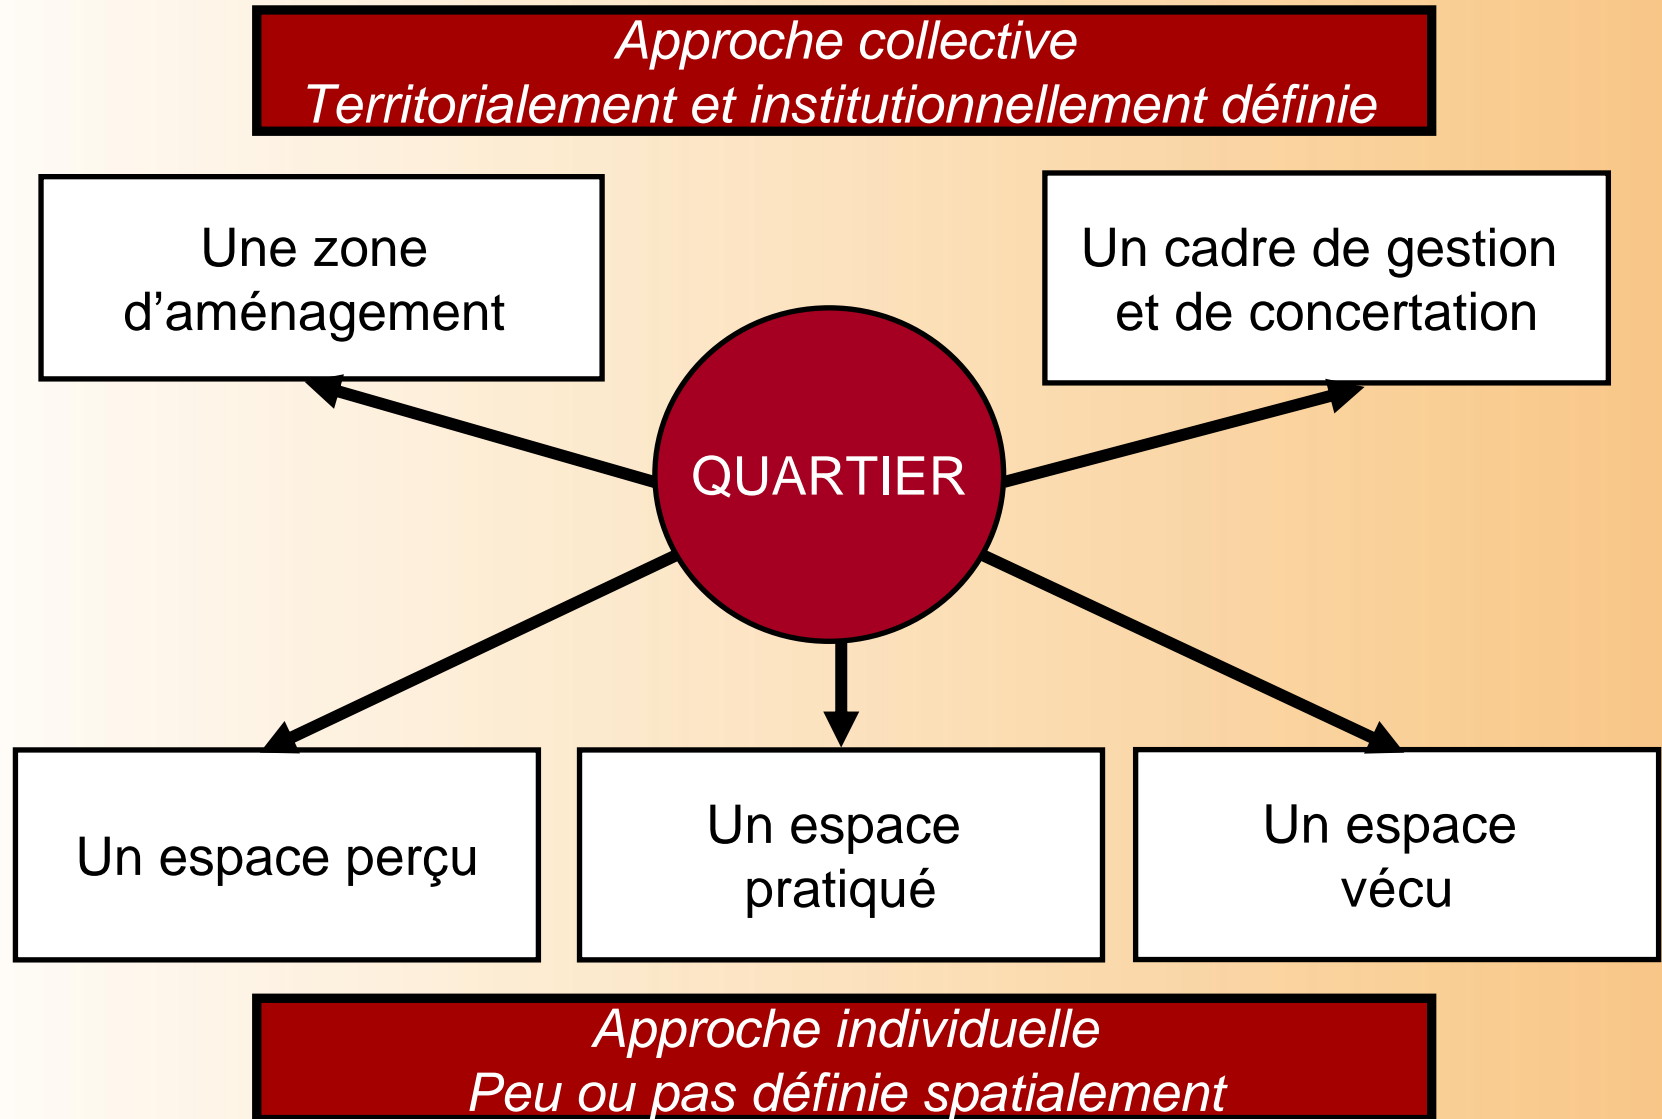 Approche collective
Territorialement et institutionnellement définie
Une zone
d’aménagement
Un cadre de gestion
et de concertation
QUARTIER
Un espace perçu
Un espace
pratiqué
Un espace
vécu
Approche individuelle
Peu ou pas définie spatialement